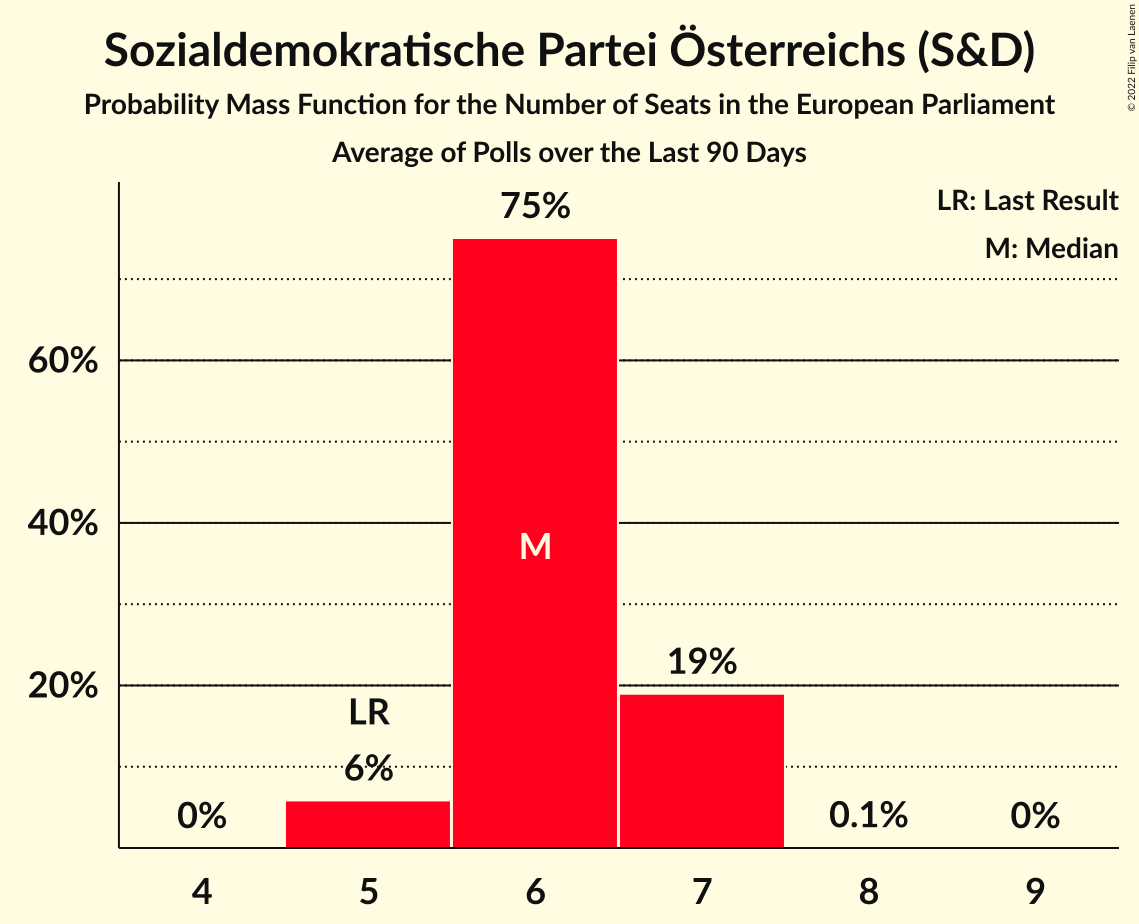 Sozialdemokratische Partei Österreichs (S&D)
Probability Mass Function for the Number of Seats in the European Parliament
Average of Polls over the Last 90 Days
© 2022 Filip van Laenen
LR: Last Result
M: Median
75%
60%
40%
M
19%
20%
LR
6%
0%
0.1%
0%
4 5 6 7 8 9